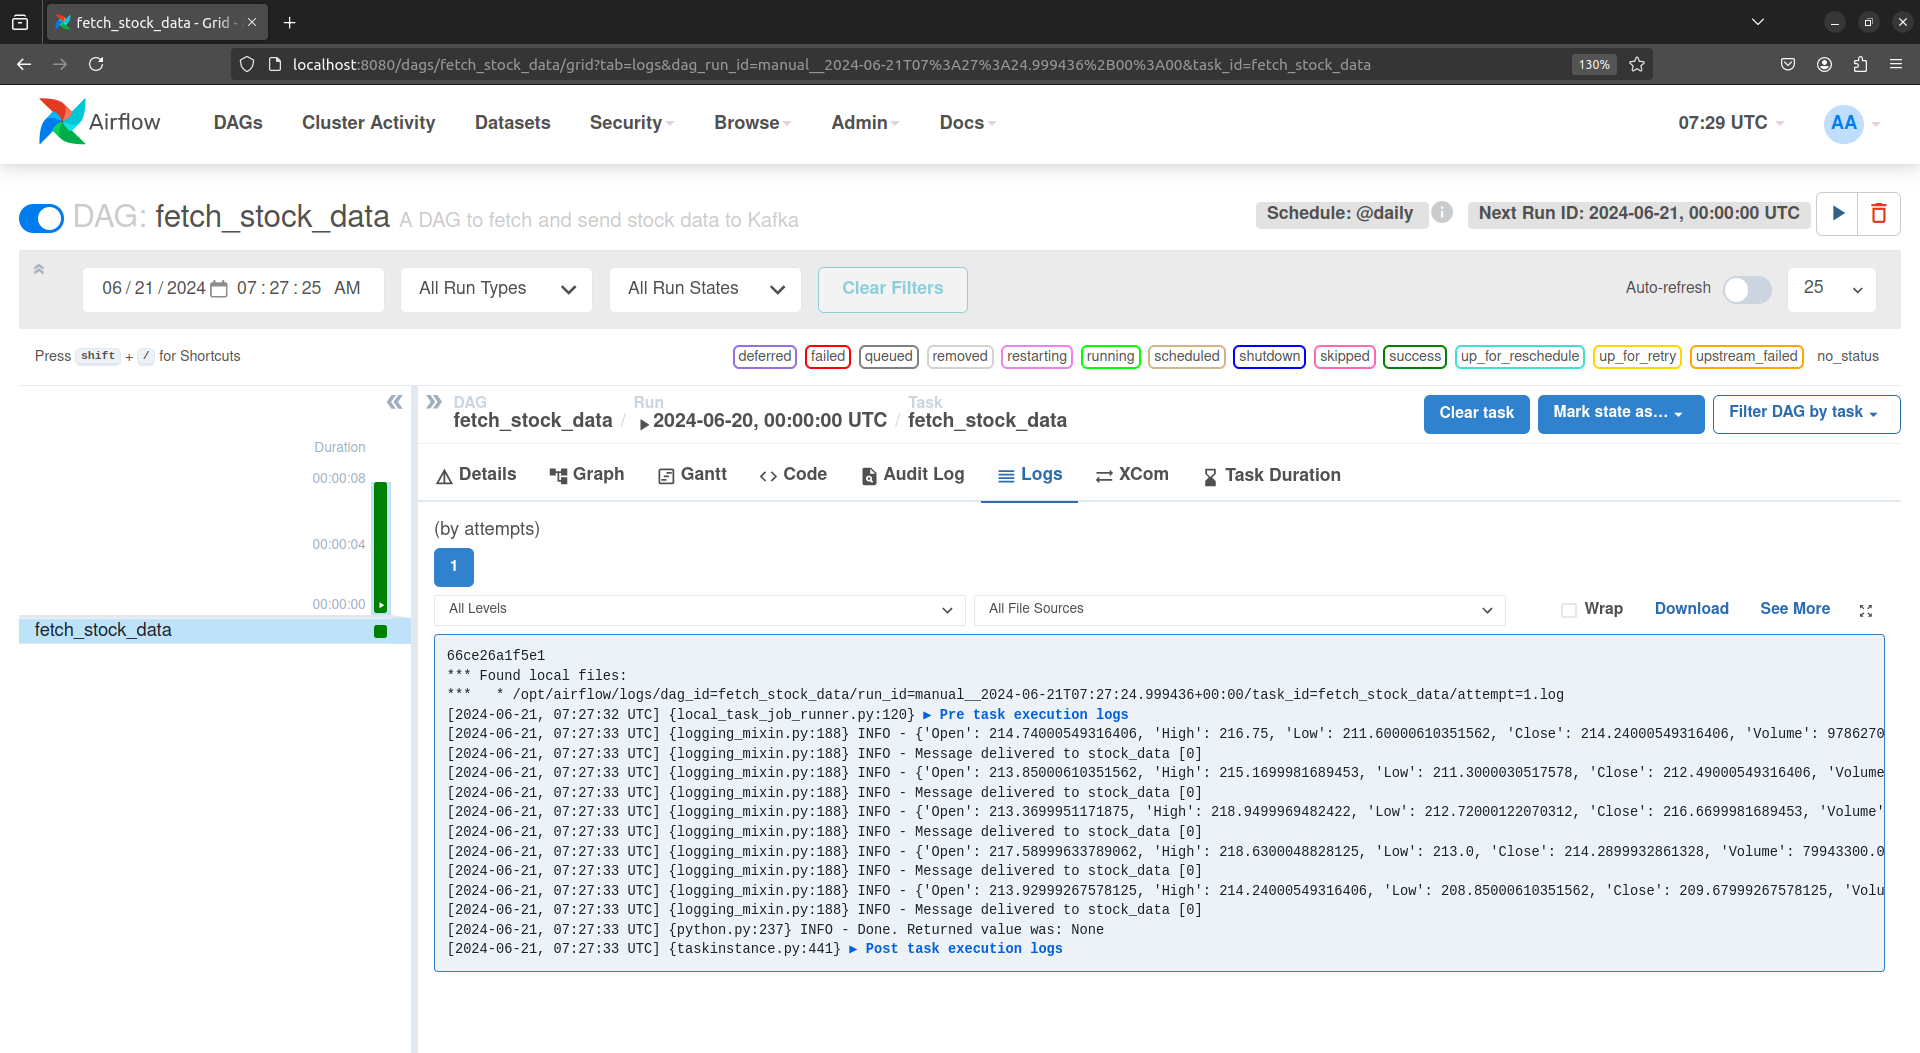 fetch_stock_data - Grid -
localhost:8080/dags/fetch_stock_data/grid?tab=logs&dag_run_id=manual__2024-06-21T07%3A27%3A24.999436%2B00%3A00&task_id=fetch_stock_data
130%
Airflow
DAGs Cluster Activity Datasets Security Browse Admin Docs
07:29 UTC
AA
DAG: fetch_stock_data A DAG to fetch and send stock data to Kafka
Schedule: @daily i
Next Run ID: 2024-06-21, 00:00:00 UTC
06 / 21 / 2024 07 : 27 : 25 AM
All Run Types
All Run States
Clear Filters
Auto-refresh
25
Press shift + / for Shortcuts
deferred failed queued removed restarting running scheduled shutdown skipped success up_for_reschedule up_for_retry upstream_failed no_status
DAG Run Task
fetch_stock_data / 2024-06-20, 00:00:00 UTC / fetch_stock_data
Clear task
Mark state as...
Filter DAG by task
Duration
00:00:08
00:00:04
00:00:00
fetch_stock_data
Details Graph Gantt Code Audit Log Logs XCom Task Duration
(by attempts)
1
All Levels
All File Sources
Wrap
Download
See More
66ce26a1f5e1
*** Found local files:
***   * /opt/airflow/logs/dag_id=fetch_stock_data/run_id=manual__2024-06-21T07:27:24.999436+00:00/task_id=fetch_stock_data/attempt=1.log
[2024-06-21, 07:27:32 UTC] {local_task_job_runner.py:120} ▶ Pre task execution logs
[2024-06-21, 07:27:33 UTC] {logging_mixin.py:188} INFO - {'Open': 214.74000549316406, 'High': 216.75, 'Low': 211.60000610351562, 'Close': 214.24000549316406, 'Volume': 9786270
[2024-06-21, 07:27:33 UTC] {logging_mixin.py:188} INFO - Message delivered to stock_data [0]
[2024-06-21, 07:27:33 UTC] {logging_mixin.py:188} INFO - {'Open': 213.85000610351562, 'High': 215.1699981689453, 'Low': 211.3000030517578, 'Close': 212.49000549316406, 'Volume
[2024-06-21, 07:27:33 UTC] {logging_mixin.py:188} INFO - Message delivered to stock_data [0]
[2024-06-21, 07:27:33 UTC] {logging_mixin.py:188} INFO - {'Open': 213.3699951171875, 'High': 218.9499969482422, 'Low': 212.72000122070312, 'Close': 216.6699981689453, 'Volume'
[2024-06-21, 07:27:33 UTC] {logging_mixin.py:188} INFO - Message delivered to stock_data [0]
[2024-06-21, 07:27:33 UTC] {logging_mixin.py:188} INFO - {'Open': 217.58999633789062, 'High': 218.6300048828125, 'Low': 213.0, 'Close': 214.2899932861328, 'Volume': 79943300.0
[2024-06-21, 07:27:33 UTC] {logging_mixin.py:188} INFO - Message delivered to stock_data [0]
[2024-06-21, 07:27:33 UTC] {logging_mixin.py:188} INFO - {'Open': 213.92999267578125, 'High': 214.24000549316406, 'Low': 208.85000610351562, 'Close': 209.67999267578125, 'Volu
[2024-06-21, 07:27:33 UTC] {logging_mixin.py:188} INFO - Message delivered to stock_data [0]
[2024-06-21, 07:27:33 UTC] {python.py:237} INFO - Done. Returned value was: None
[2024-06-21, 07:27:33 UTC] {taskinstance.py:441} ▶ Post task execution logs